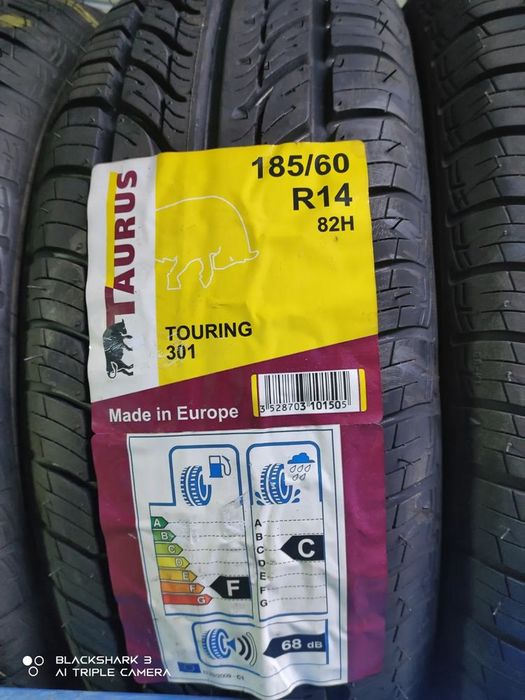 TAURUS
185/60
R14
82H
TOURING
301
Made in Europe
3 528703 101505
A
B
C
D
E
F
G
F
A
B
C
D
E
F
G
C
68 dB
BLACKSHARK 3
AI TRIPLE CAMERA